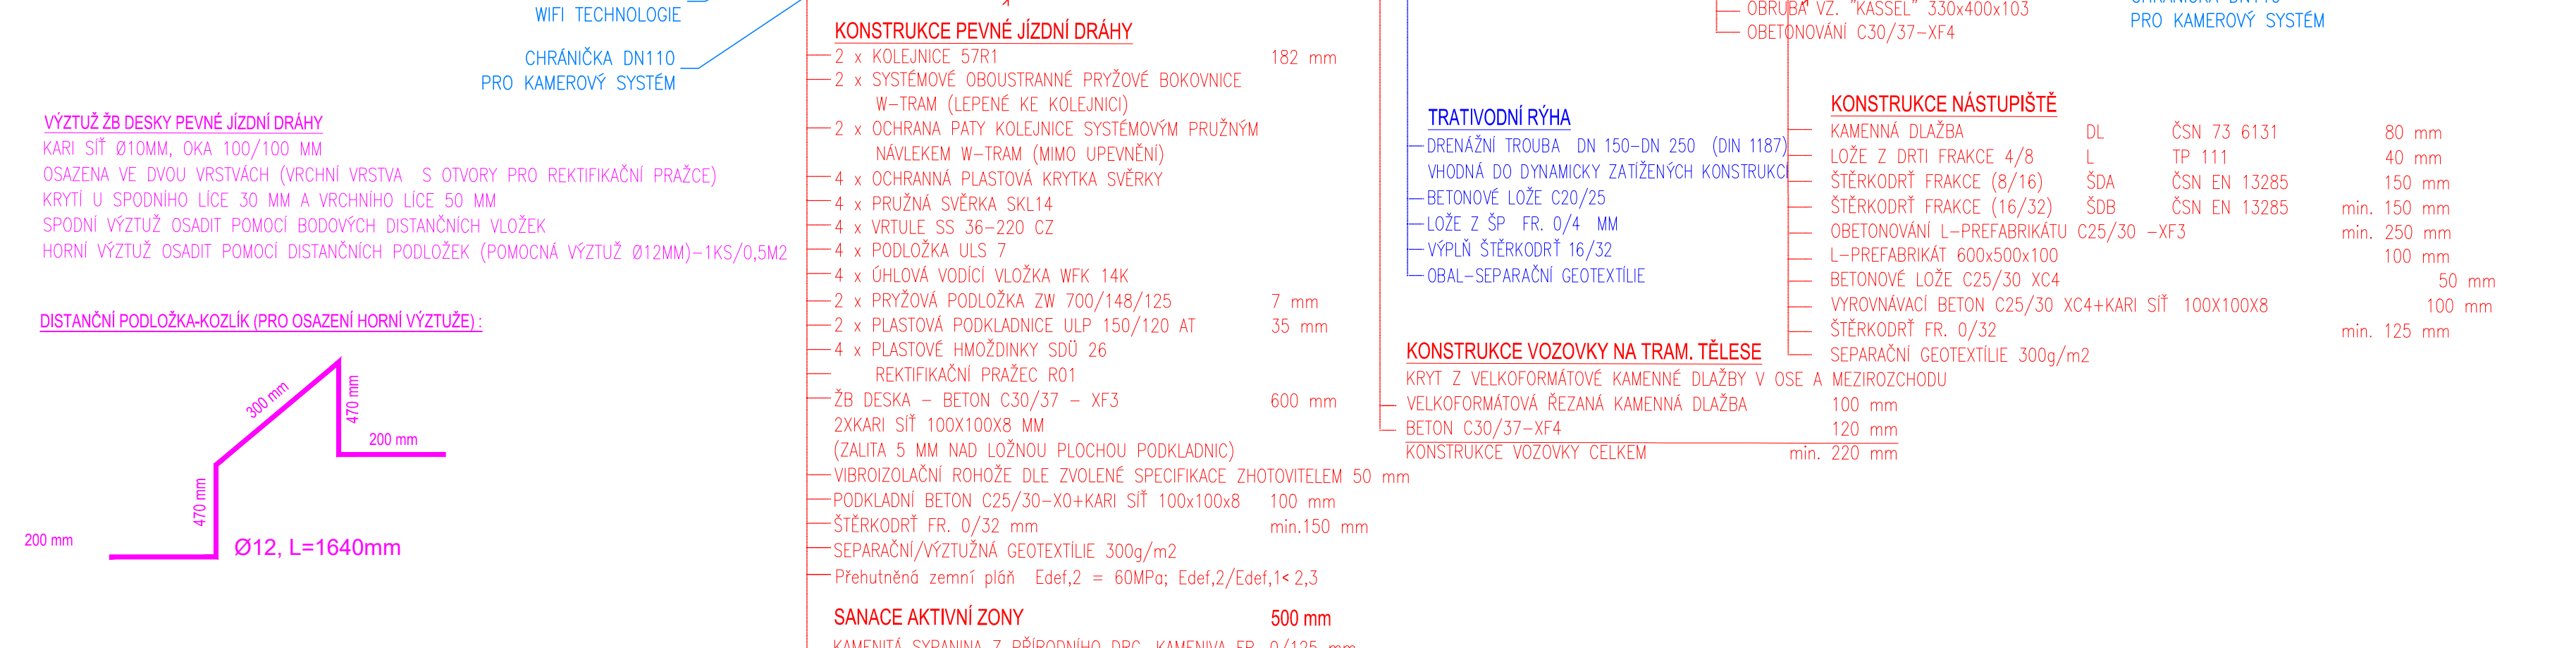 WIFI TECHNOLOGIE
CHRÁNIČKA DN110
PRO KAMEROVÝ SYSTÉM
VÝZTUŽ ŽB DESKY PEVNÉ JÍZDNÍ DRÁHY
KARI SÍŤ Ø10MM, OKA 100/100 MM
OSAZENA VE DVOU VRSTVÁCH (VRCHNÍ VRSTVA S OTVORY PRO REKTIFIKAČNÍ PRAŽCE)
KRYTÍ U SPODNÍHO LÍCE 30 MM A VRCHNÍHO LÍCE 50 MM
SPODNÍ VÝZTUŽ OSADIT POMOCÍ BODOVÝCH DISTANČNÍCH VLOŽEK
HORNÍ VÝZTUŽ OSADIT POMOCÍ DISTANČNÍCH PODLOŽEK (POMOCNÁ VÝZTUŽ Ø12MM)-1KS/0,5M2
DISTANČNÍ PODLOŽKA-KOZLÍK (PRO OSAZENÍ HORNÍ VÝZTUŽE) :
300 mm
470 mm
200 mm
470 mm
200 mm
Ø12, L=1640mm
KONSTRUKCE PEVNÉ JÍZDNÍ DRÁHY
2 x KOLEJNICE 57R1 182 mm
2 x SYSTÉMOVÉ OBOUSTRANNÉ PRYŽOVÉ BOKOVNICE
W-TRAM (LEPENÉ KE KOLEJNICI)
2 x OCHRANA PATY KOLEJNICE SYSTÉMOVÝM PRUŽNÝM
NÁVLEKEM W-TRAM (MIMO UPEVNĚNÍ)
4 x OCHRANNÁ PLASTOVÁ KRYTKA SVĚRKY
4 x PRUŽNÁ SVĚRKA SKL14
4 x VRTULE SS 36-220 CZ
4 x PODLOŽKA ULS 7
4 x ÚHLOVÁ VODÍCÍ VLOŽKA WFK 14K
2 x PRYŽOVÁ PODLOŽKA ZW 700/148/125 7 mm
2 x PLASTOVÁ PODKLADNICE ULP 150/120 AT 35 mm
4 x PLASTOVÉ HMOŽDINKY SDÜ 26
REKTIFIKAČNÍ PRAŽEC R01
ŽB DESKA - BETON C30/37 - XF3 600 mm
2XKARI SÍŤ 100X100X8 MM
(ZALITA 5 MM NAD LOŽNOU PLOCHOU PODKLADNIC)
VIBROIZOLAČNÍ ROHOŽE DLE ZVOLENÉ SPECIFIKACE ZHOTOVITELEM 50 mm
PODKLADNÍ BETON C25/30-X0+KARI SÍŤ 100x100x8 100 mm
ŠTĚRKODRŤ FR. 0/32 mm min.150 mm
SEPARAČNÍ/VÝZTUŽNÁ GEOTEXTÍLIE 300g/m2
Přehutněná zemní pláň Edef,2 = 60MPa; Edef,2/Edef,1< 2,3
SANACE AKTIVNÍ ZONY 500 mm
KAMENITÁ SYPANINA Z PŘÍRODNÍHO DRC. KAMENIVA FR. 0/125 mm
TRATIVODNÍ RÝHA
DRENÁŽNÍ TROUBA DN 150-DN 250 (DIN 1187)
VHODNÁ DO DYNAMICKY ZATÍŽENÝCH KONSTRUKCÍ
BETONOVÉ LOŽE C20/25
LOŽE Z ŠP FR. 0/4 MM
VÝPLŇ ŠTĚRKODRŤ 16/32
OBAL-SEPARAČNÍ GEOTEXTÍLIE
KONSTRUKCE VOZOVKY NA TRAM. TĚLESE
KRYT Z VELKOFORMÁTOVÉ KAMENNÉ DLAŽBY V OSE A MEZIROZCHODU
VELKOFORMÁTOVÁ ŘEZANÁ KAMENNÁ DLAŽBA 100 mm
BETON C30/37-XF4 120 mm
KONSTRUKCE VOZOVKY CELKEM min. 220 mm
OBRUBA VZ. "KASSEL" 330x400x103
OBETONOVÁNÍ C30/37-XF4
CHRÁNIČKA DN110
PRO KAMEROVÝ SYSTÉM
KONSTRUKCE NÁSTUPIŠTĚ
KAMENNÁ DLAŽBA DL ČSN 73 6131 80 mm
LOŽE Z DRTI FRAKCE 4/8 L TP 111 40 mm
ŠTĚRKODRŤ FRAKCE (8/16) ŠDA ČSN EN 13285 150 mm
ŠTĚRKODRŤ FRAKCE (16/32) ŠDB ČSN EN 13285 min. 150 mm
OBETONOVÁNÍ L-PREFABRIKÁTU C25/30 -XF3 min. 250 mm
L-PREFABRIKÁT 600x500x100 100 mm
BETONOVÉ LOŽE C25/30 XC4 50 mm
VYROVNÁVACÍ BETON C25/30 XC4+KARI SÍŤ 100X100X8 100 mm
ŠTĚRKODRŤ FR. 0/32 min. 125 mm
SEPARAČNÍ GEOTEXTÍLIE 300g/m2